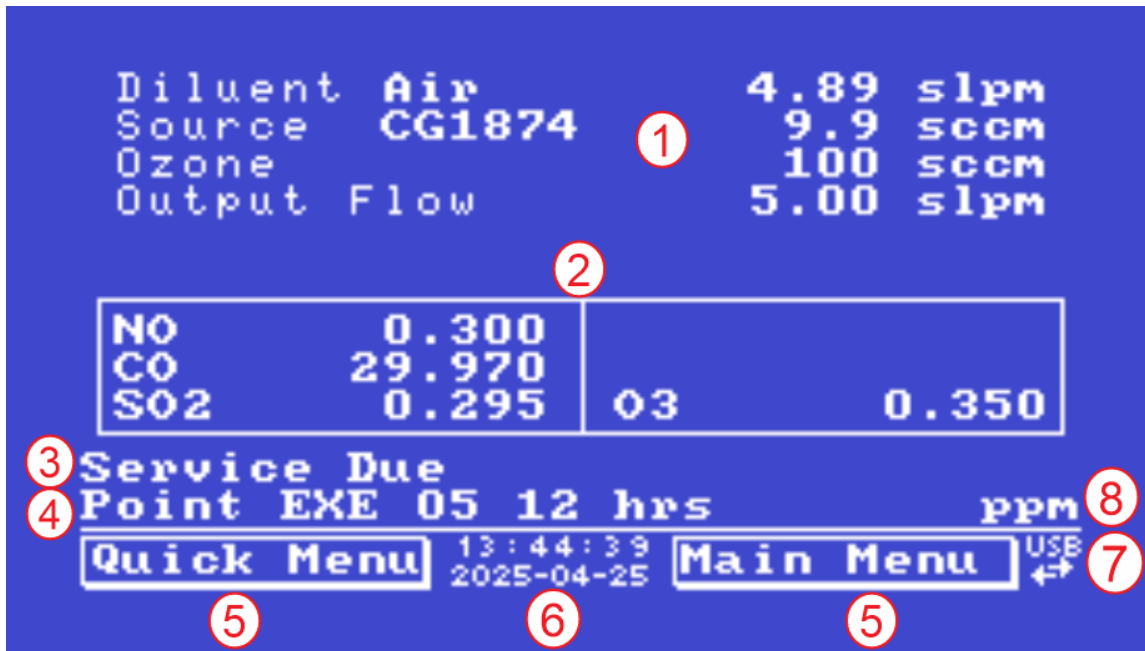 Diluent Air 4.89 slpm
Source CG1874 9.9 sccm
1
Ozone 100 sccm
Output Flow 5.00 slpm
2
NO 0.300
CO 29.970
SO2 0.295 O3 0.350
3 Service Due
4 Point EXE 05 12 hrs ppm 8
Quick Menu 13:44:39 Main Menu USB 7
2025-04-25
5 6 5